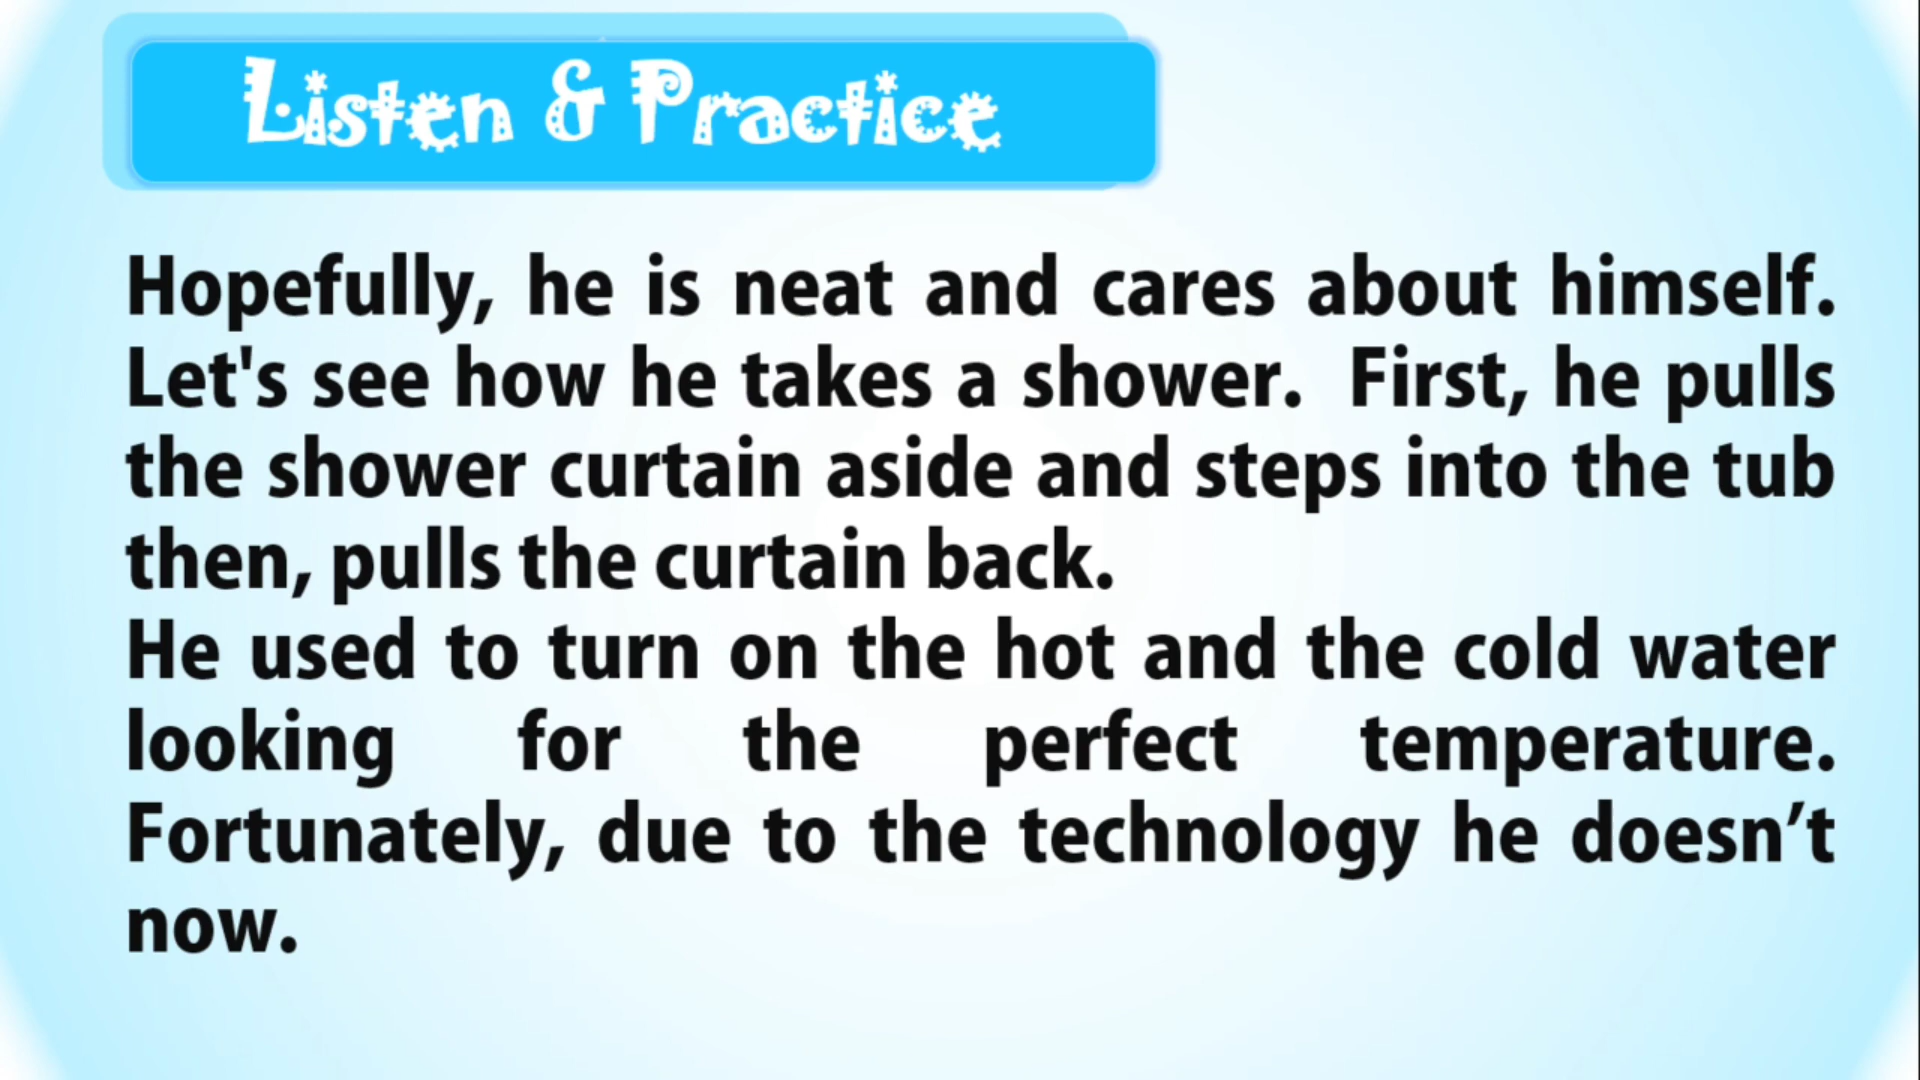 Listen & Practice
Hopefully, he is neat and cares about himself.
Let's see how he takes a shower.  First, he pulls
the shower curtain aside and steps into the tub
then, pulls the curtain back.
He used to turn on the hot and the cold water
looking for the perfect temperature.
Fortunately, due to the technology he doesn’t
now.